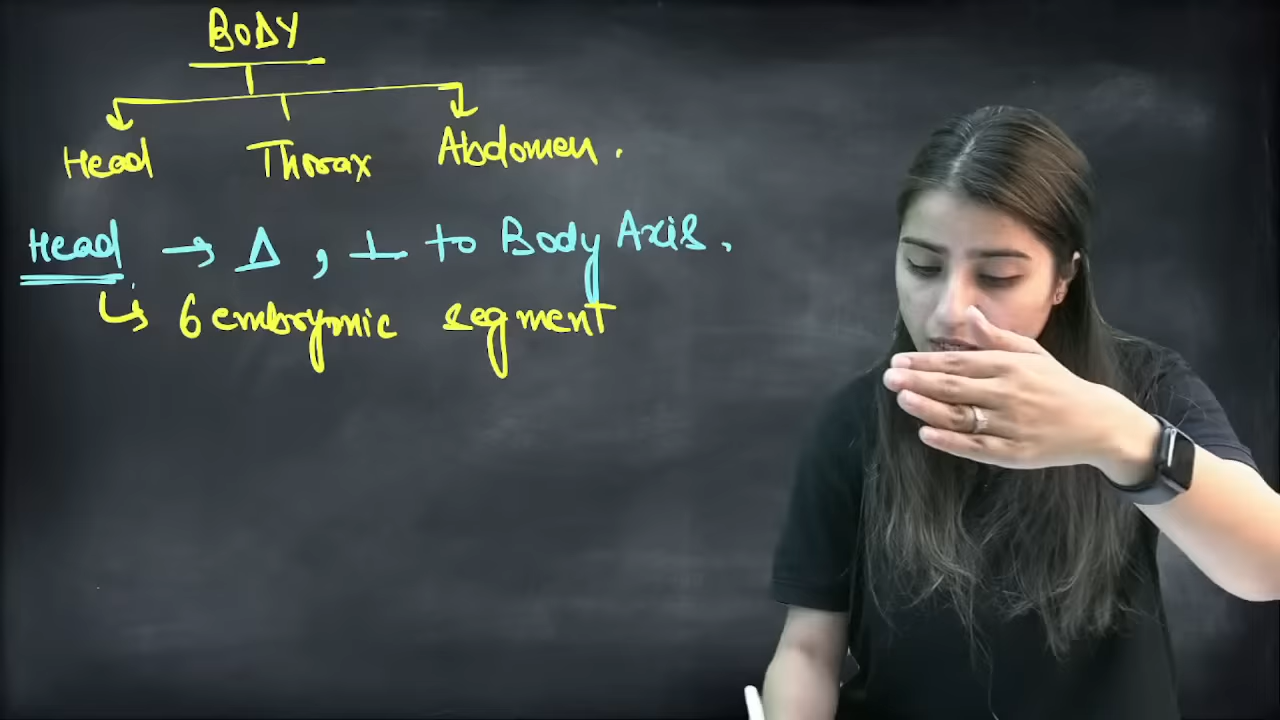 BODY
Head Thorax Abdomen.
Head → Δ, ⊥ to Body Axis.
↳ 6 embryonic segment